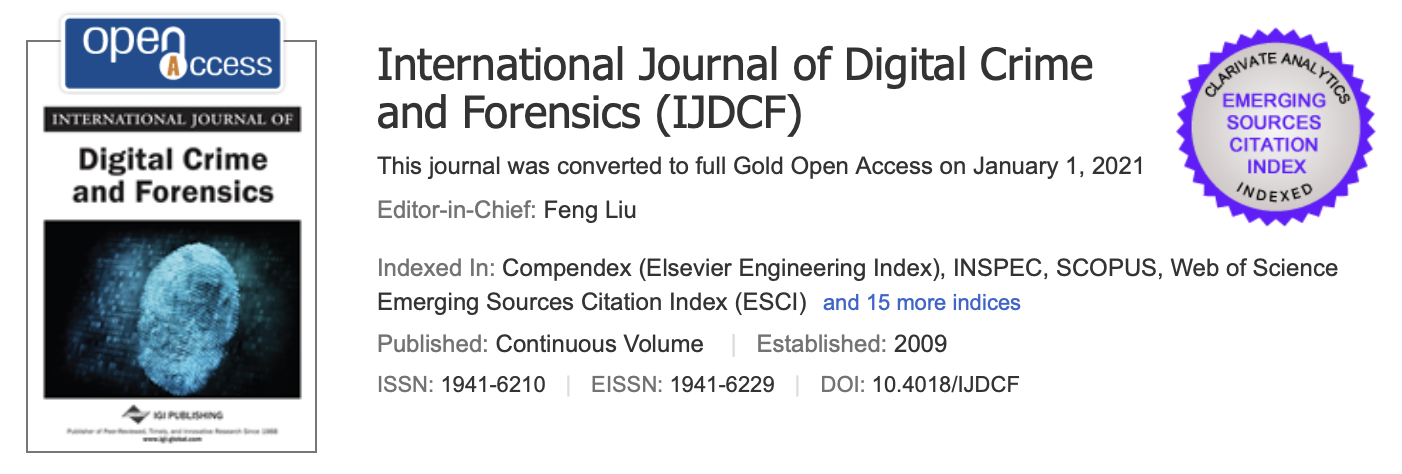 open Access
INTERNATIONAL JOURNAL OF
Digital Crime
and Forensics
IGI PUBLISHING
Publisher of Peer-Reviewed, Timely, and Innovative Research Since 1988
www.igi-global.com
International Journal of Digital Crime
and Forensics (IJDCF)
This journal was converted to full Gold Open Access on January 1, 2021
Editor-in-Chief: Feng Liu
Indexed In: Compendex (Elsevier Engineering Index), INSPEC, SCOPUS, Web of Science
Emerging Sources Citation Index (ESCI) and 15 more indices
Published: Continuous Volume | Established: 2009
ISSN: 1941-6210 | EISSN: 1941-6229 | DOI: 10.4018/IJDCF
CLARIVATE ANALYTICS
EMERGING
SOURCES
CITATION
INDEX
INDEXED